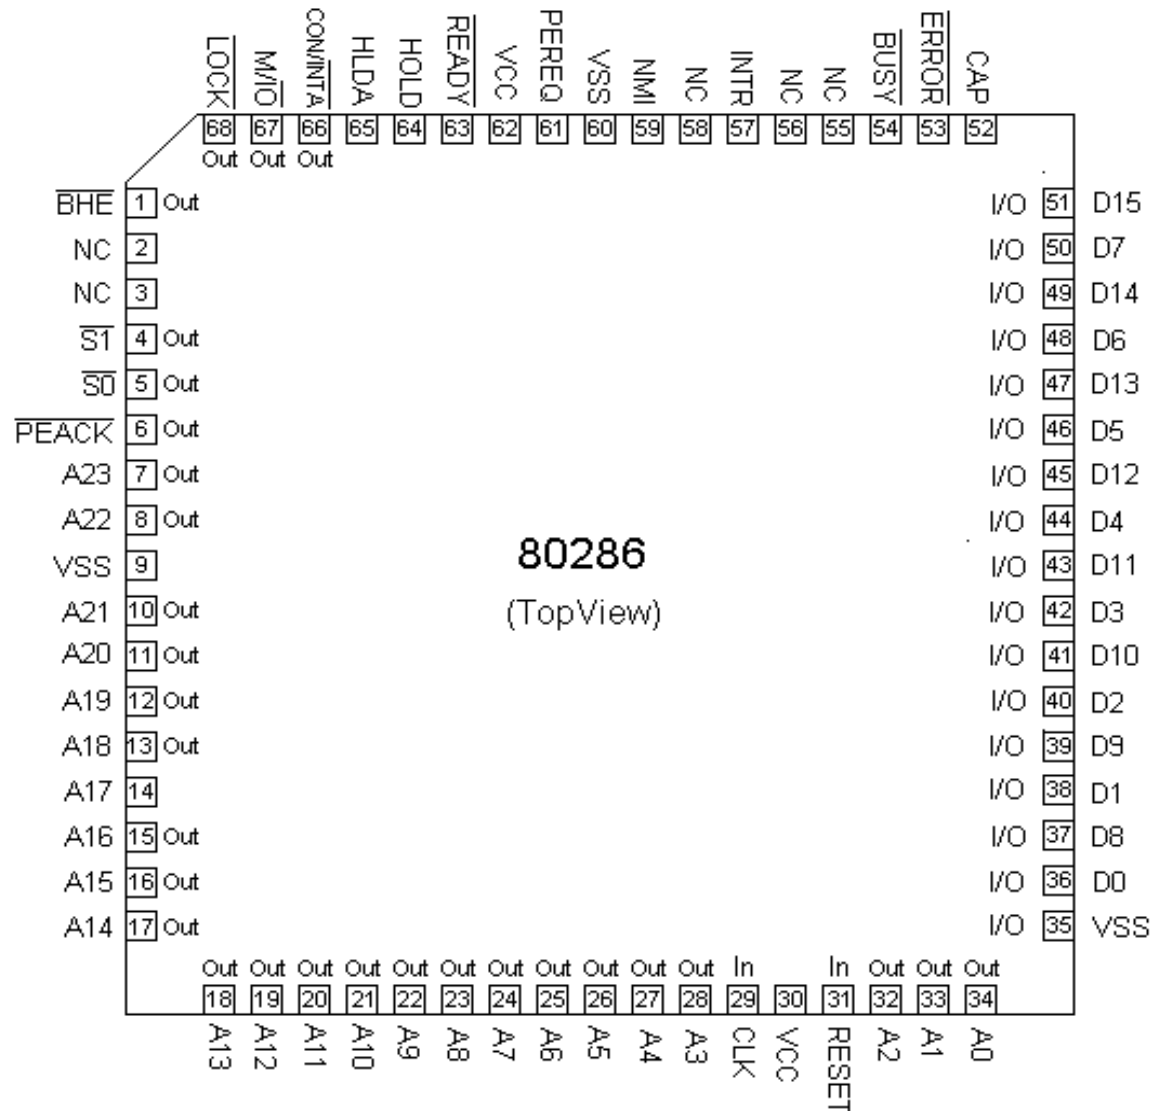 LOCK M/IO CON/INTA HLDA HOLD READY VCC PEREQ VSS NMI NC INTR NC NC BUSY ERROR CAP
68 67 66 65 64 63 62 61 60 59 58 57 56 55 54 53 52
Out Out Out
BHE 1 Out I/O 51 D15
NC 2 I/O 50 D7
NC 3 I/O 49 D14
S1 4 Out I/O 48 D6
S0 5 Out I/O 47 D13
PEACK 6 Out I/O 46 D5
A23 7 Out I/O 45 D12
A22 8 Out I/O 44 D4
VSS 9 I/O 43 D11
A21 10 Out I/O 42 D3
A20 11 Out I/O 41 D10
A19 12 Out I/O 40 D2
A18 13 Out I/O 39 D9
A17 14 I/O 38 D1
A16 15 Out I/O 37 D8
A15 16 Out I/O 36 D0
A14 17 Out I/O 35 VSS
80286
(TopView)
Out Out Out Out Out Out Out Out Out Out Out In In Out Out Out
18 19 20 21 22 23 24 25 26 27 28 29 30 31 32 33 34
A13 A12 A11 A10 A9 A8 A7 A6 A5 A4 A3 CLK VCC RESET A2 A1 A0